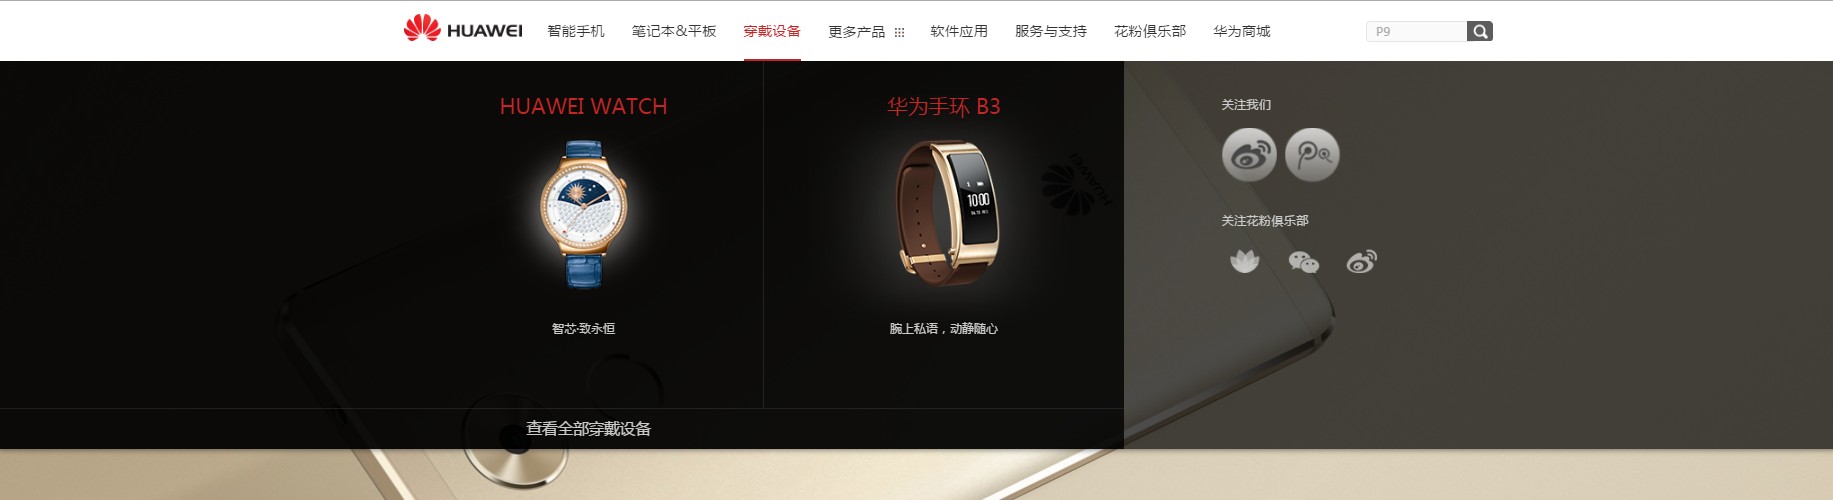 HUAWEI 智能手机 笔记本&平板 穿戴设备 更多产品 软件应用 服务与支持 花粉俱乐部 华为商城 P9
HUAWEI WATCH
华为手环 B3
关注我们
10:00
HUAWEI
关注花粉俱乐部
智芯·致永恒
腕上私语，动静随心
查看全部穿戴设备